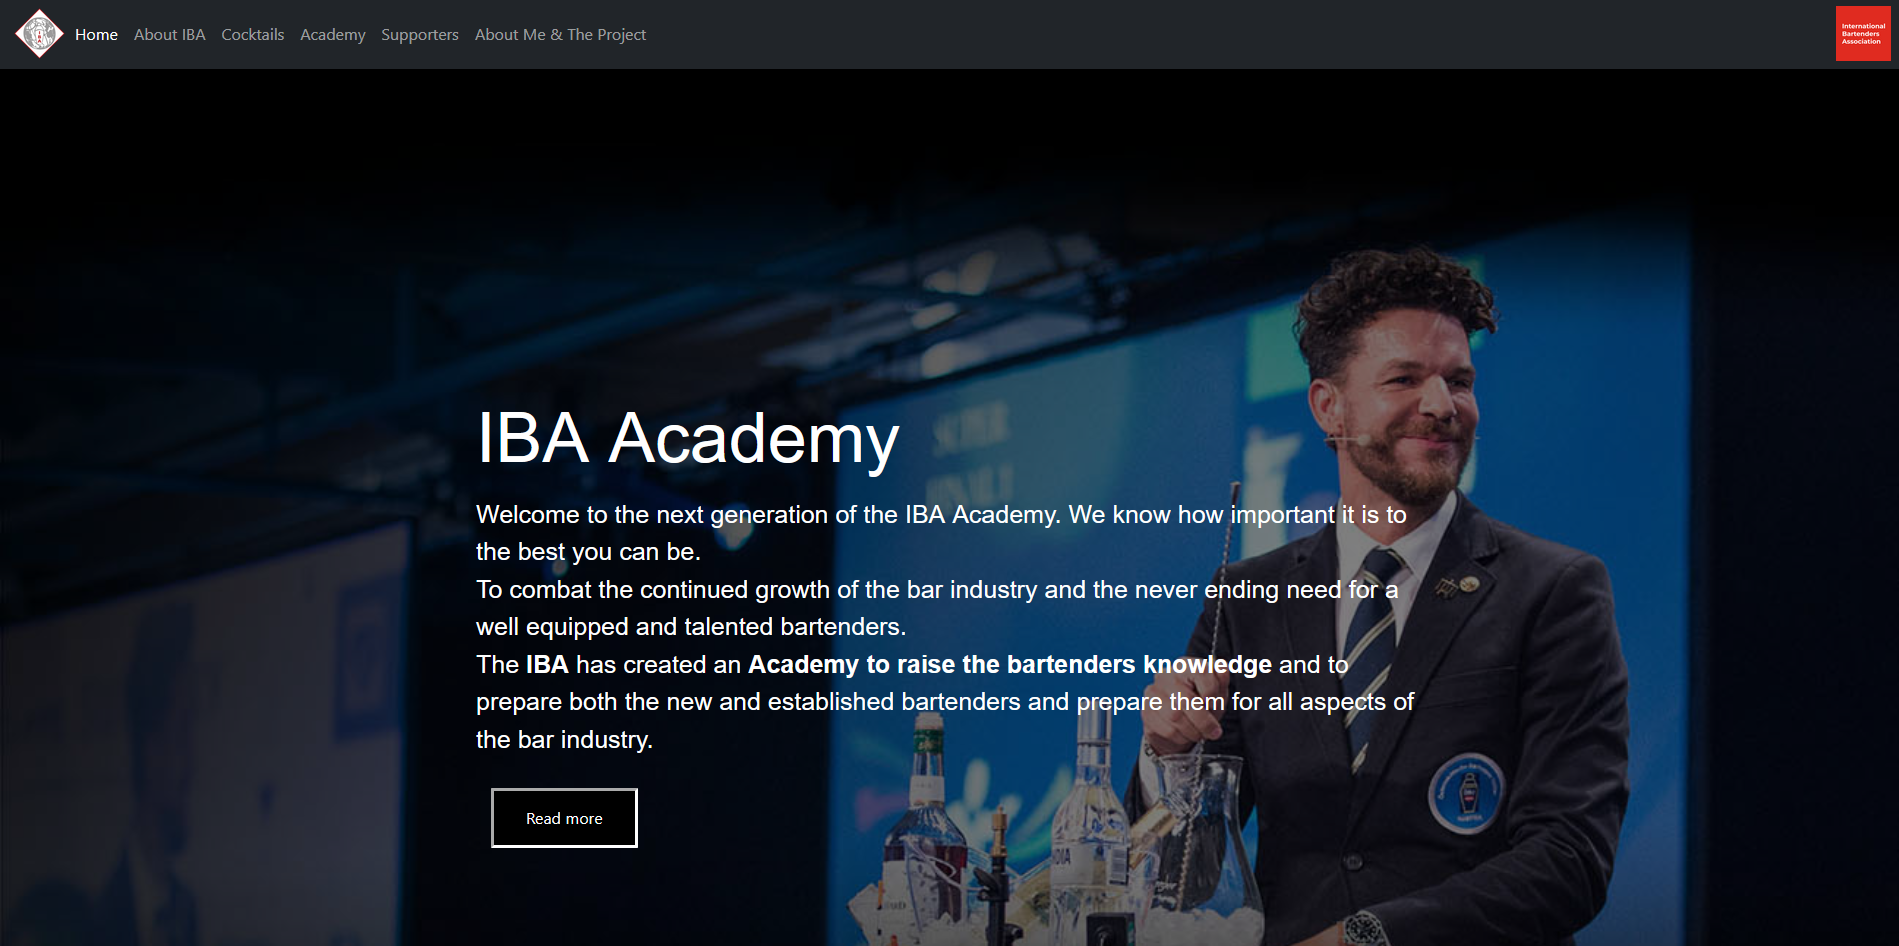 Home About IBA Cocktails Academy Supporters About Me & The Project
International
Bartenders
Association
SUPER
IBA Academy
Welcome to the next generation of the IBA Academy. We know how important it is to
the best you can be.
To combat the continued growth of the bar industry and the never ending need for a
well equipped and talented bartenders.
The IBA has created an Academy to raise the bartenders knowledge and to
prepare both the new and established bartenders and prepare them for all aspects of
the bar industry.
Read more